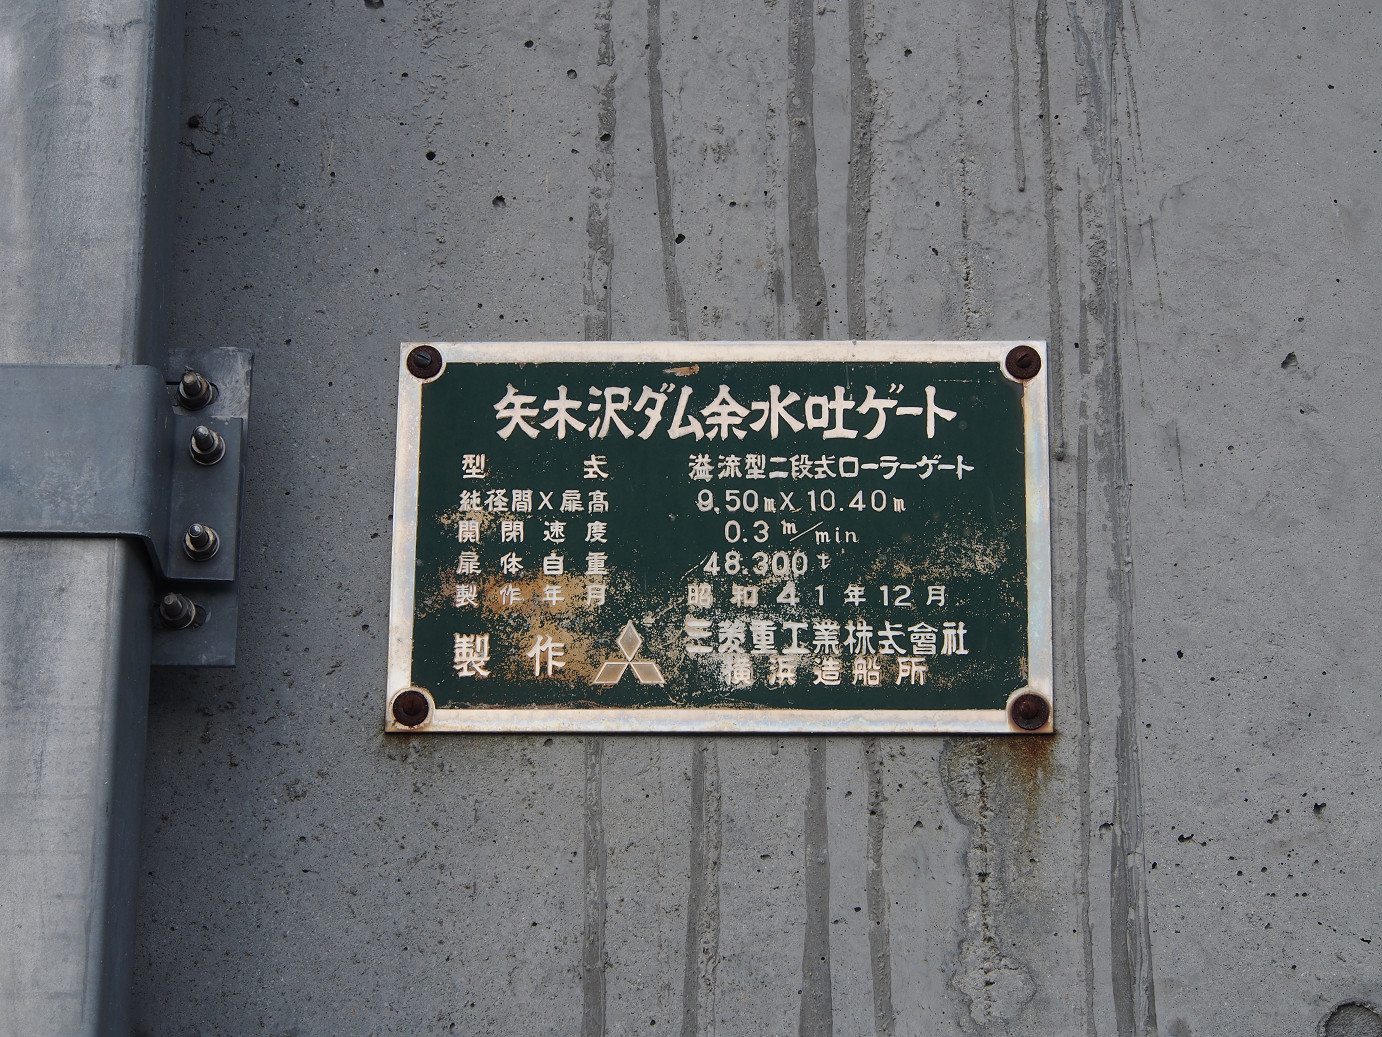 矢木沢ダム余水吐ゲート
型 式 溢流型二段式ローラーゲート
純径間X扉高 9.50mX10.40m
開閉速度 0.3m/min
扉体自重 48.300t
製作年月 昭和41年12月
製作 三菱重工業株式會社
横浜造船所